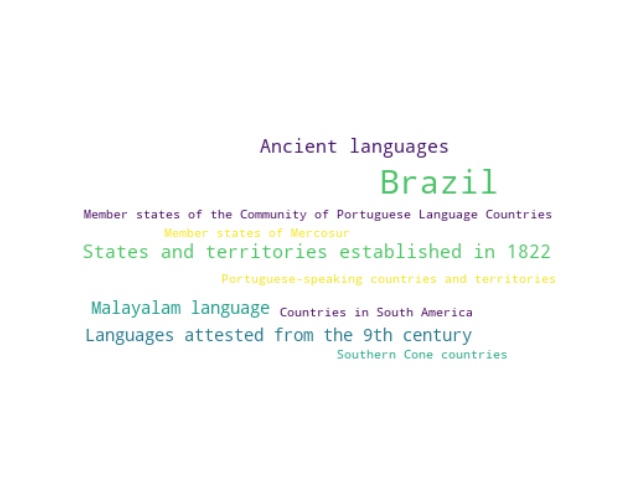 Ancient languages
Brazil
Member states of the Community of Portuguese Language Countries
Member states of Mercosur
States and territories established in 1822
Portuguese-speaking countries and territories
Malayalam language
Countries in South America
Languages attested from the 9th century
Southern Cone countries